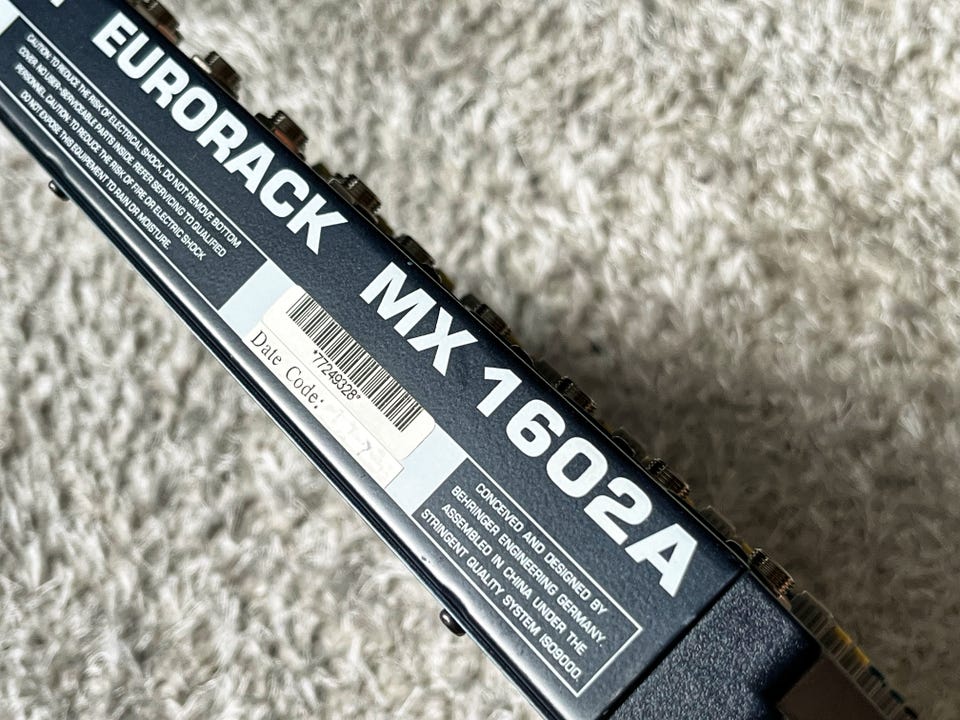 EURORACK MX 1602A
CAUTION: TO REDUCE THE RISK OF ELECTRICAL SHOCK, DO NOT REMOVE BOTTOM
COVER. NO USER-SERVICEABLE PARTS INSIDE. REFER SERVICING TO QUALIFIED
PERSONNEL. CAUTION: TO REDUCE THE RISK OF FIRE OR ELECTRIC SHOCK
DO NOT EXPOSE THIS EQUIPEMENT TO RAIN OR MOISTURE.
*77249328*
Date Code:
CONCEIVED AND DESIGNED BY
BEHRINGER ENGINEERING GERMANY.
ASSEMBLED IN CHINA UNDER THE
STRINGENT QUALITY SYSTEM ISO9000.